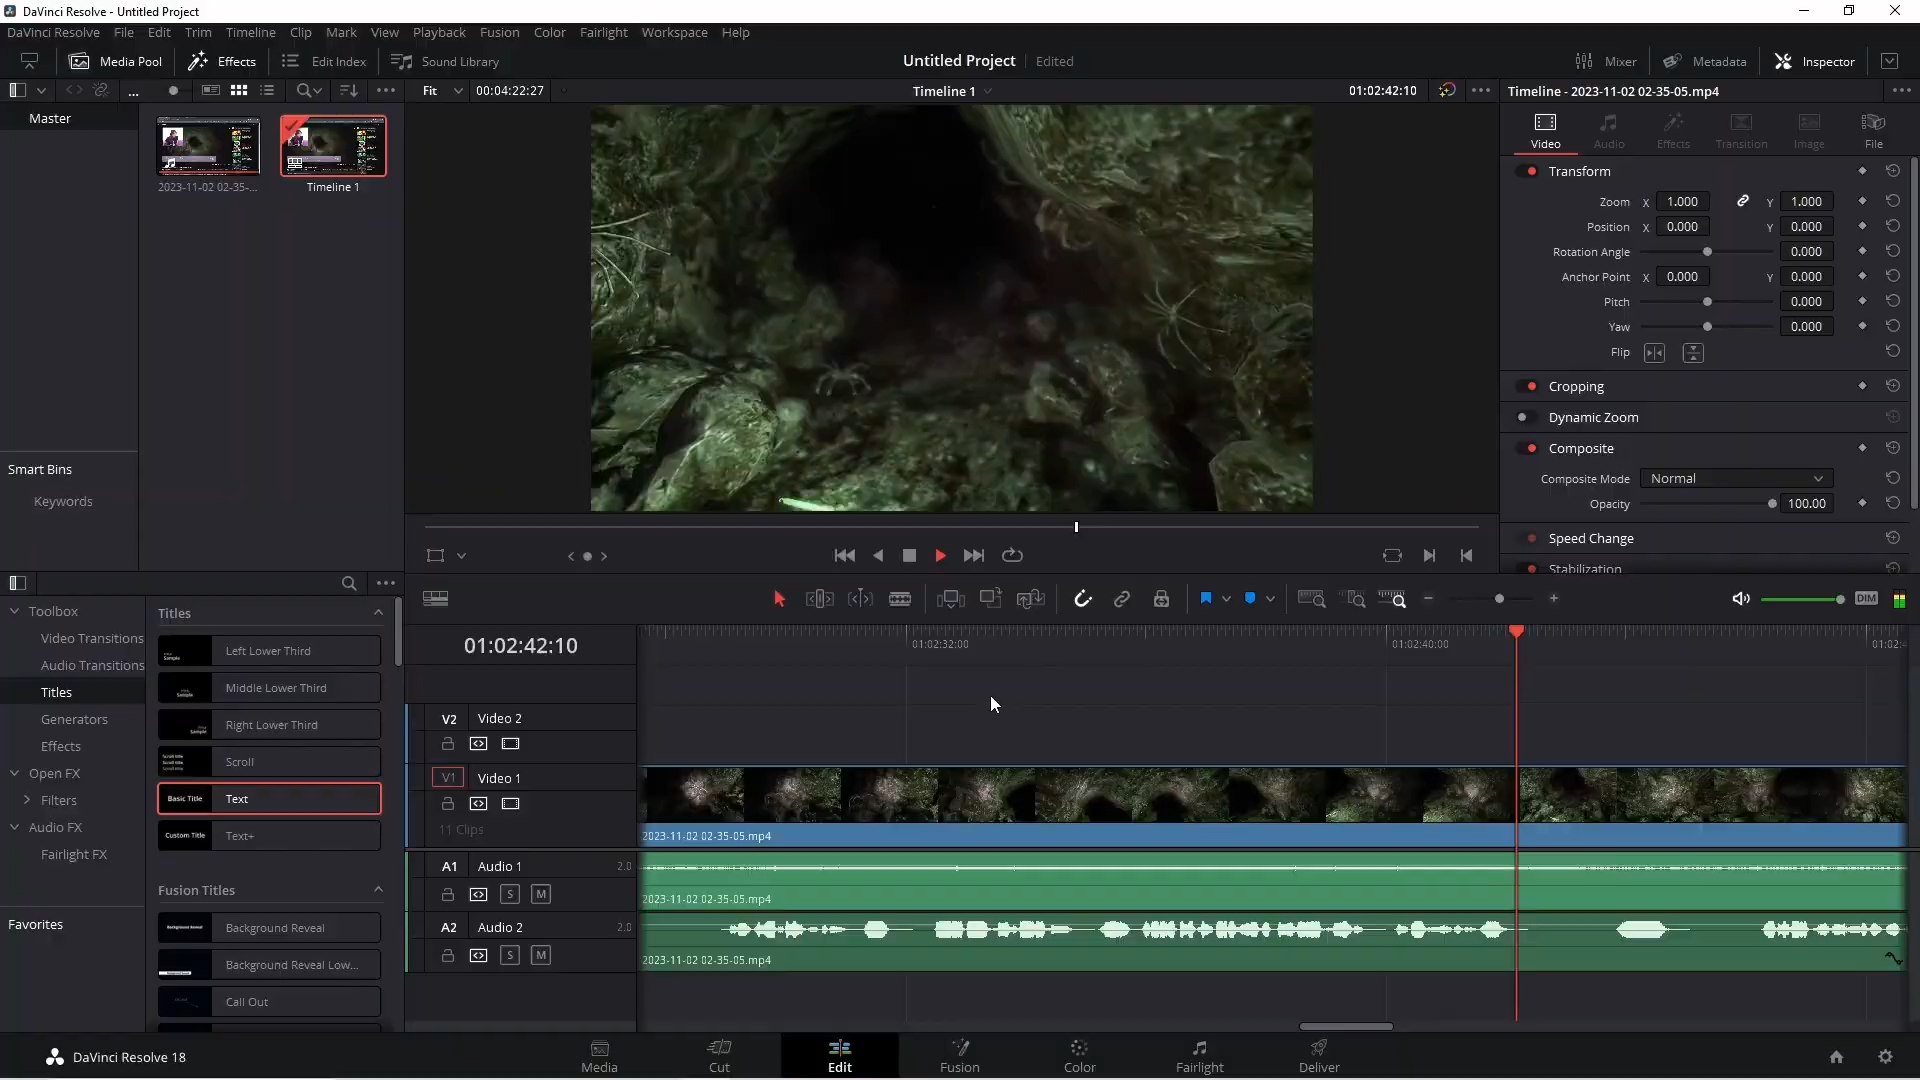 DaVinci Resolve - Untitled Project
DaVinci Resolve File Edit Trim Timeline Clip Mark View Playback Fusion Color Fairlight Workspace Help
Media Pool Effects Edit Index Sound Library Untitled Project Edited Mixer Metadata Inspector
Fit 00:04:22:27 Timeline 1 01:02:42:10 Timeline - 2023-11-02 02-35-05.mp4
Master
2023-11-02 02-35-...
Timeline 1
Smart Bins
Keywords
Video Audio Effects Transition Image File
Transform
Zoom X 1.000 Y 1.000
Position X 0.000 Y 0.000
Rotation Angle 0.000
Anchor Point X 0.000 Y 0.000
Pitch 0.000
Yaw 0.000
Flip
Cropping
Dynamic Zoom
Composite
Composite Mode Normal
Opacity 100.00
Speed Change
Stabilization
Toolbox
Video Transitions
Audio Transitions
Titles
Generators
Effects
Open FX
Filters
Audio FX
Fairlight FX
Favorites
Titles
Left Lower Third
Middle Lower Third
Right Lower Third
Scroll
Basic Title Text
Custom Title Text+
Fusion Titles
Background Reveal
Background Reveal Low...
Call Out
DIM
01:02:42:10
01:02:32:00 01:02:40:00 01:02:4
V2 Video 2
V1 Video 1
11 Clips
2023-11-02 02-35-05.mp4
A1 Audio 1 2.0
S M
2023-11-02 02-35-05.mp4
A2 Audio 2 2.0
S M
2023-11-02 02-35-05.mp4
DaVinci Resolve 18
Media Cut Edit Fusion Color Fairlight Deliver